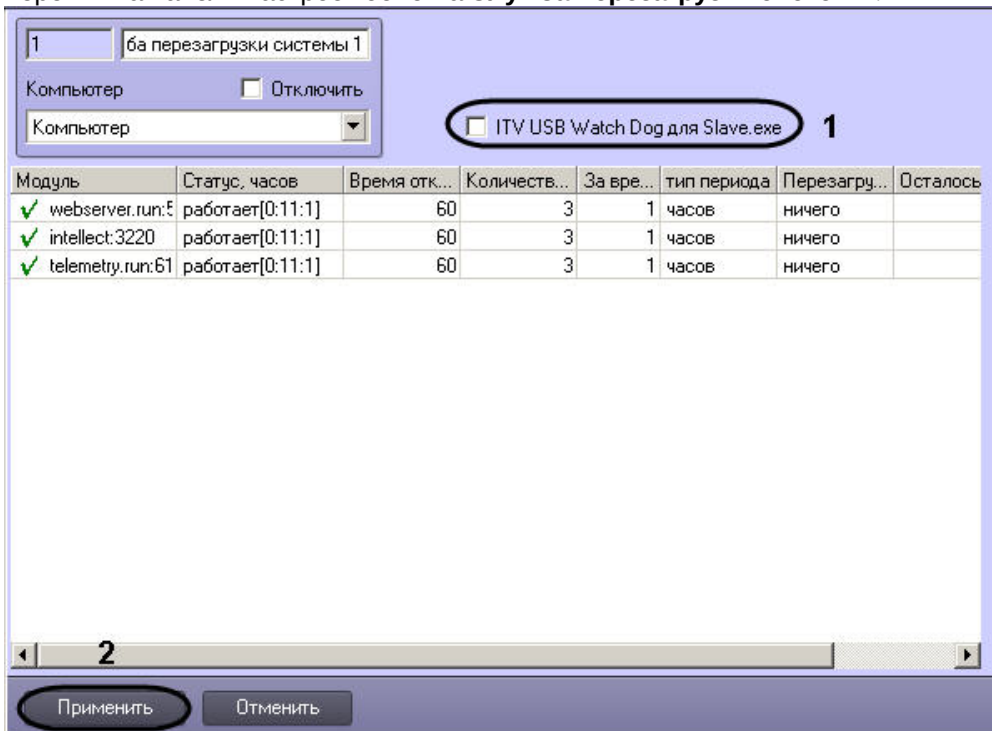 1 ба перезагрузки системы 1
Компьютер Отключить
Компьютер
ITV USB Watch Dog для Slave.exe 1
Модуль Статус, часов Время отк... Количеств... За вре... тип периода Перезагру... Осталось
webserver.run:5 работает[0:11:1] 60 3 1 часов ничего
intellect:3220 работает[0:11:1] 60 3 1 часов ничего
telemetry.run:61 работает[0:11:1] 60 3 1 часов ничего
2
Применить Отменить